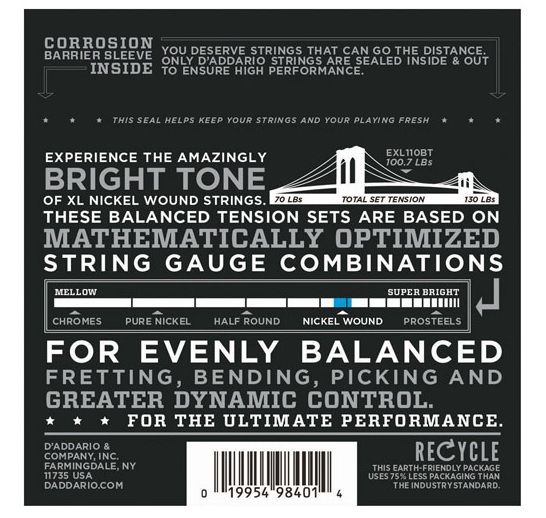 CORROSION
BARRIER SLEEVE
INSIDE
YOU DESERVE STRINGS THAT CAN GO THE DISTANCE.
ONLY D'ADDARIO STRINGS ARE SEALED INSIDE & OUT
TO ENSURE HIGH PERFORMANCE.
THIS SEAL HELPS KEEP YOUR STRINGS AND YOUR PLAYING FRESH
EXPERIENCE THE AMAZINGLY
BRIGHT TONE
OF XL NICKEL WOUND STRINGS.
EXL110BT
100.7 LBs
70 LBs TOTAL SET TENSION 130 LBs
THESE BALANCED TENSION SETS ARE BASED ON
MATHEMATICALLY OPTIMIZED
STRING GAUGE COMBINATIONS
MELLOW SUPER BRIGHT
CHROMES PURE NICKEL HALF ROUND NICKEL WOUND PROSTEELS
FOR EVENLY BALANCED
FRETTING, BENDING, PICKING AND
GREATER DYNAMIC CONTROL.
FOR THE ULTIMATE PERFORMANCE.
D'ADDARIO &
COMPANY, INC.
FARMINGDALE, NY
11735 USA
DADDARIO.COM
0 19954 98401 4
RECYCLE
THIS EARTH-FRIENDLY PACKAGE
USES 75% LESS PACKAGING THAN
THE INDUSTRY STANDARD.